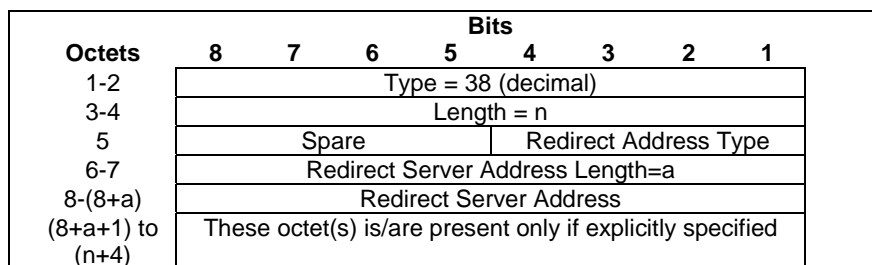 Bits
Octets 8 7 6 5 4 3 2 1
1-2 Type = 38 (decimal)
3-4 Length = n
5 Spare Redirect Address Type
6-7 Redirect Server Address Length=a
8-(8+a) Redirect Server Address
(8+a+1) to These octet(s) is/are present only if explicitly specified
(n+4)